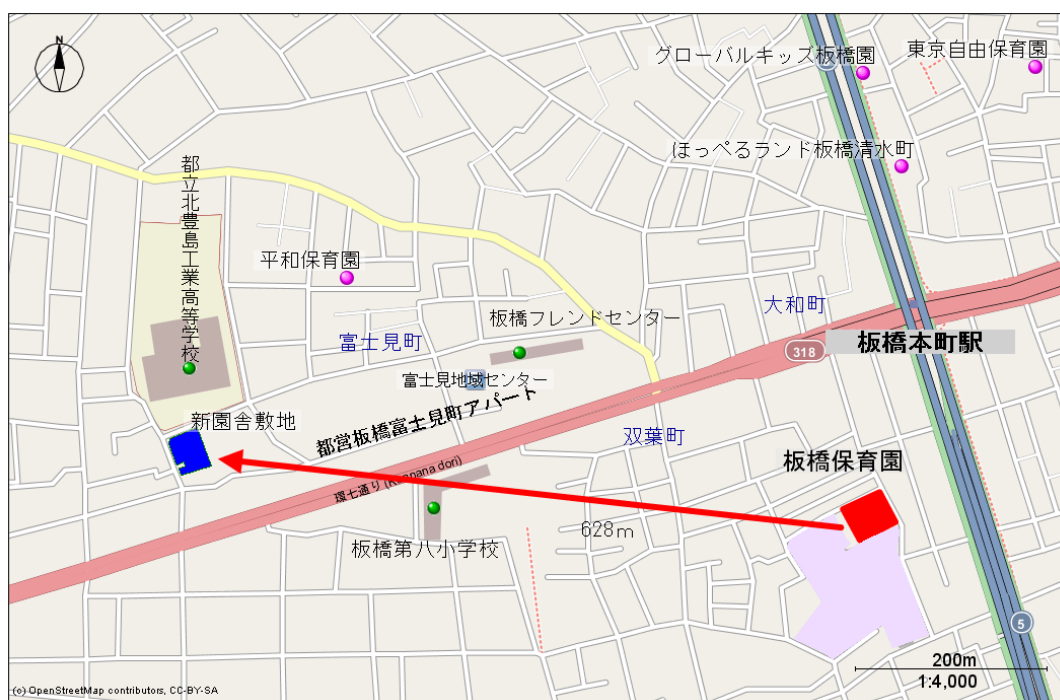 N
グローバルキッズ板橋園
東京自由保育園
ほっぺるランド板橋清水町
都立北豊島工業高等学校
平和保育園
大和町
板橋フレンドセンター
富士見町
318
板橋本町駅
富士見地域センター
都営板橋富士見町アパート
新園舎敷地
双葉町
板橋保育園
環七通り (Kannana dori)
628m
板橋第八小学校
5
200m
1:4,000
(c) OpenStreetMap contributors, CC-BY-SA